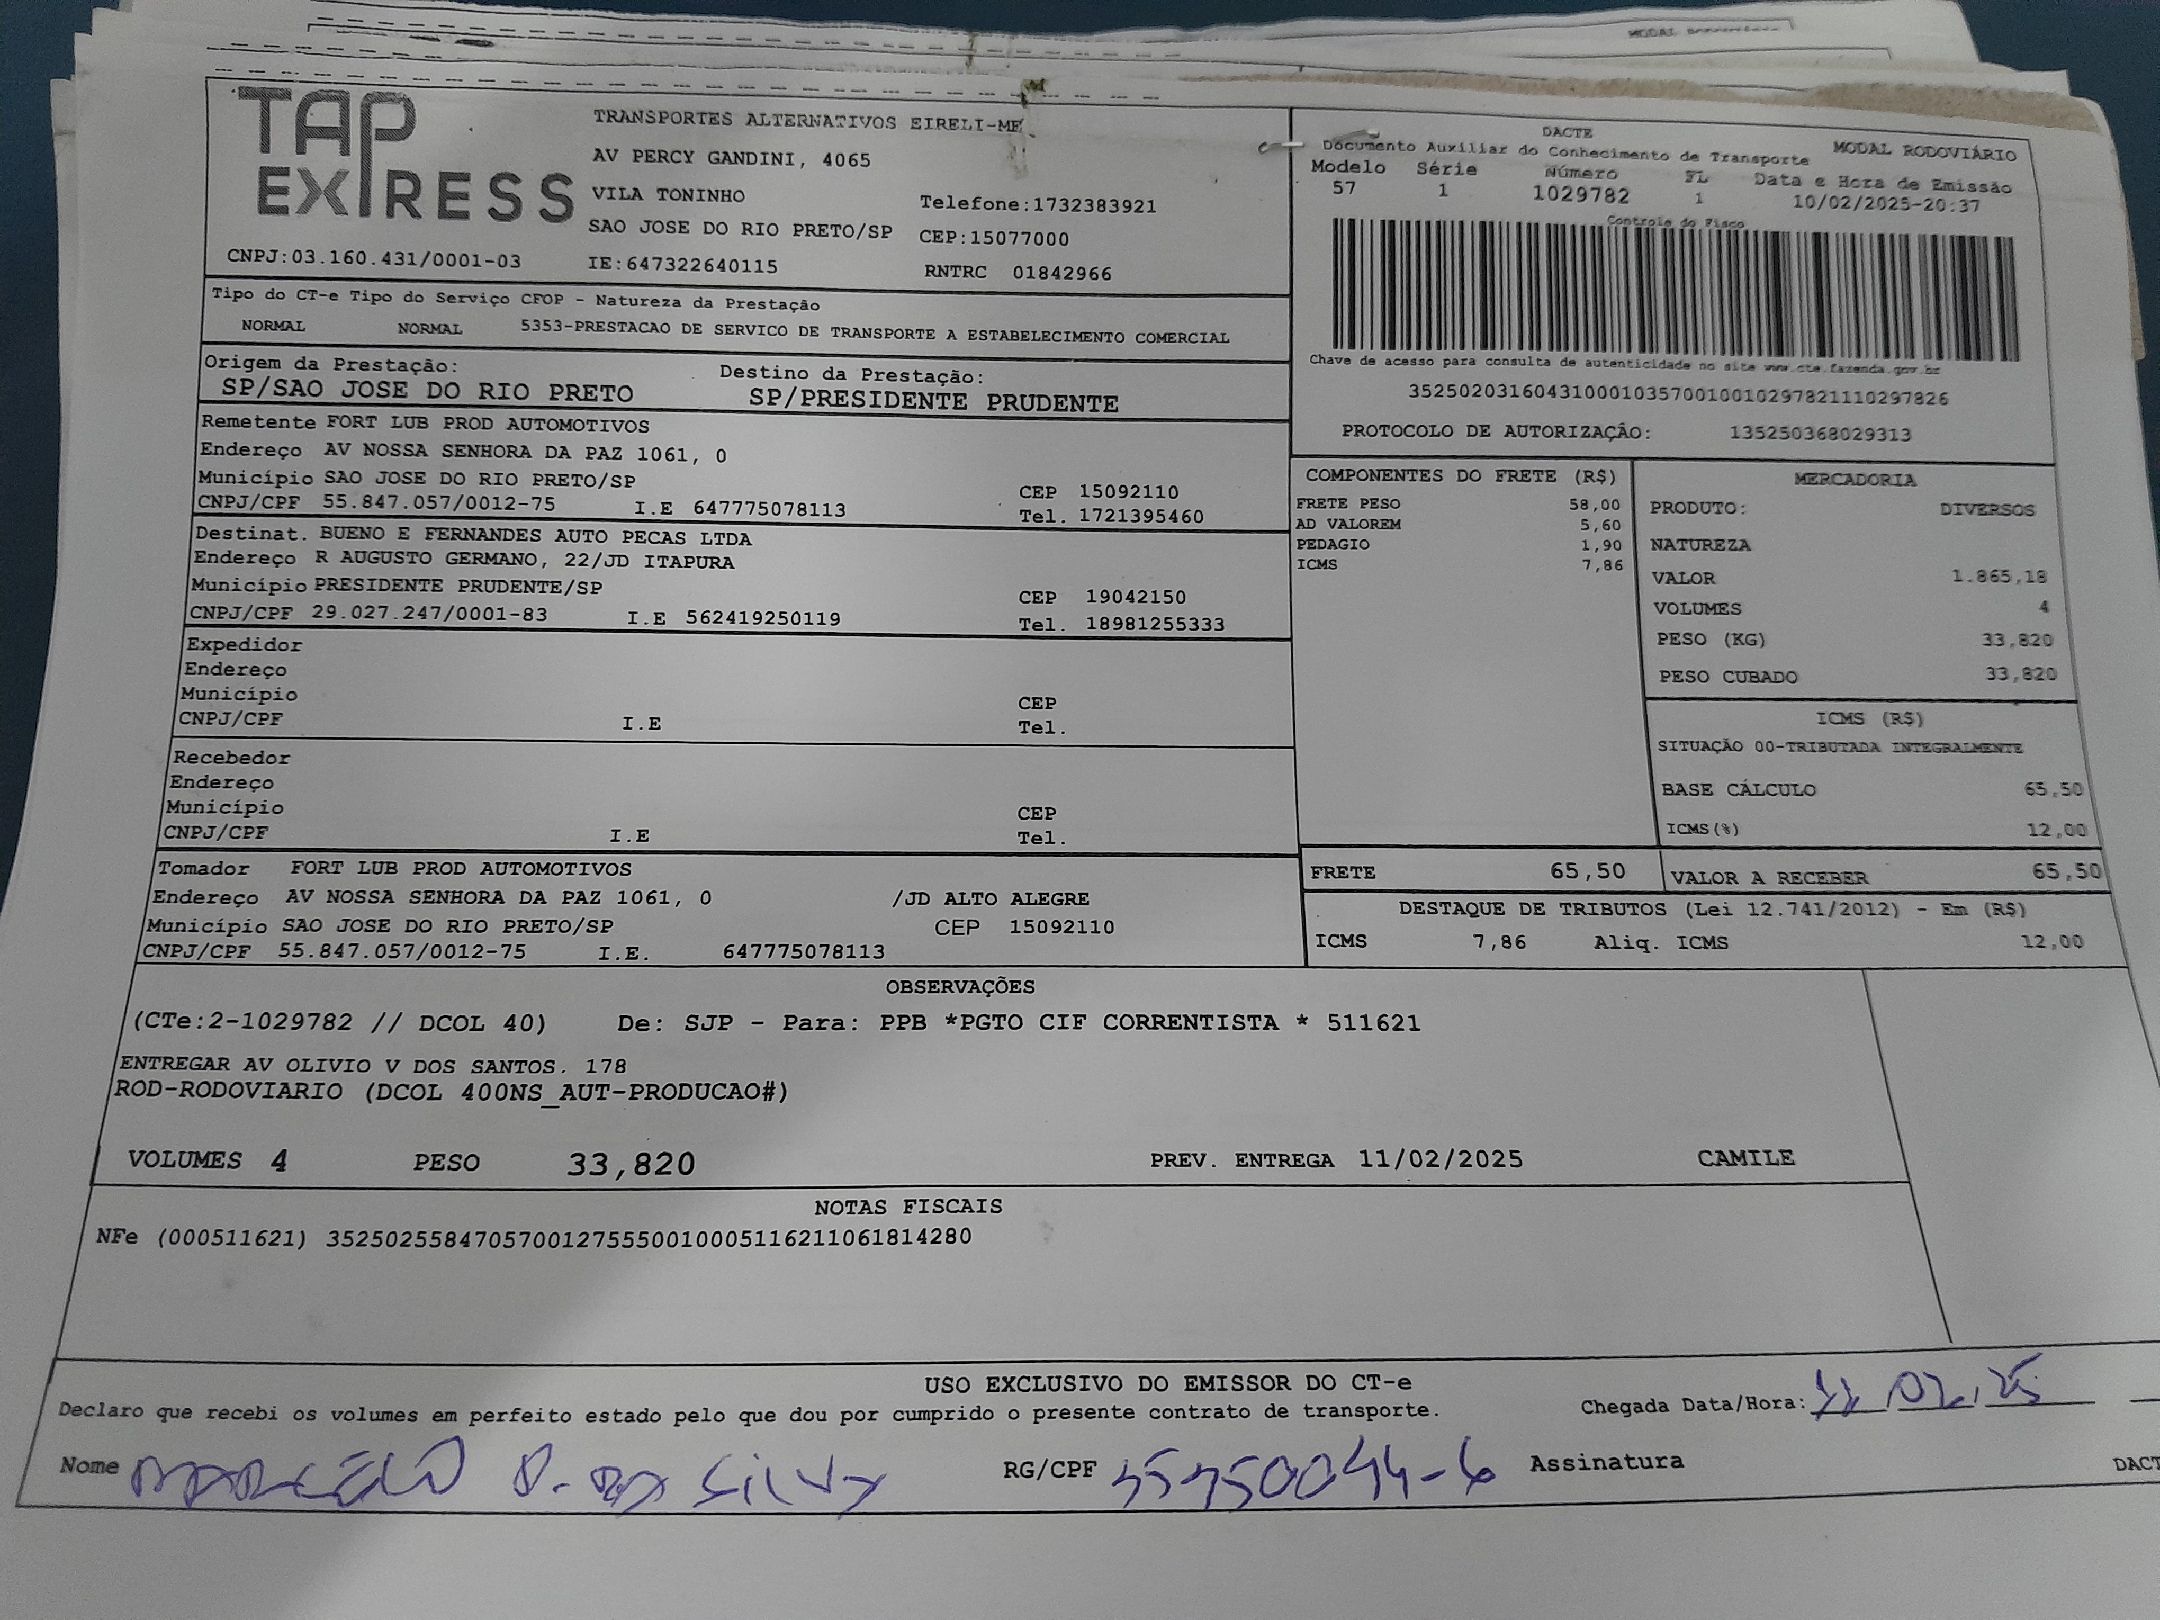 TAP
EXPRESS
TRANSPORTES ALTERNATIVOS EIRELI-ME
AV PERCY GANDINI, 4065
VILA TONINHO
Telefone:1732383921
SAO JOSE DO RIO PRETO/SP CEP:15077000
CNPJ:03.160.431/0001-03 IE:647322640115 RNTRC 01842966
DACTE
Documento Auxiliar do Conhecimento de Transporte MODAL RODOVIÁRIO
Modelo Série Número FL Data e Hora de Emissão
57 1 1029782 1 10/02/2025-20:37
Controle do Fisco
Chave de acesso para consulta de autenticidade no site www.cte.fazenda.gov.br
35250203160431000103570010010297821110297826
PROTOCOLO DE AUTORIZAÇÃO: 135250368029313
Tipo do CT-e Tipo do Serviço CFOP - Natureza da Prestação
NORMAL NORMAL 5353-PRESTACAO DE SERVICO DE TRANSPORTE A ESTABELECIMENTO COMERCIAL
Origem da Prestação: Destino da Prestação:
SP/SAO JOSE DO RIO PRETO SP/PRESIDENTE PRUDENTE
Remetente FORT LUB PROD AUTOMOTIVOS
Endereço AV NOSSA SENHORA DA PAZ 1061, 0
Município SAO JOSE DO RIO PRETO/SP CEP 15092110
CNPJ/CPF 55.847.057/0012-75 I.E 647775078113 Tel. 1721395460
Destinat. BUENO E FERNANDES AUTO PECAS LTDA
Endereço R AUGUSTO GERMANO, 22/JD ITAPURA
Município PRESIDENTE PRUDENTE/SP CEP 19042150
CNPJ/CPF 29.027.247/0001-83 I.E 562419250119 Tel. 18981255333
Expedidor
Endereço
Município CEP
CNPJ/CPF I.E Tel.
Recebedor
Endereço
Município CEP
CNPJ/CPF I.E Tel.
Tomador FORT LUB PROD AUTOMOTIVOS
Endereço AV NOSSA SENHORA DA PAZ 1061, 0 /JD ALTO ALEGRE
Município SAO JOSE DO RIO PRETO/SP CEP 15092110
CNPJ/CPF 55.847.057/0012-75 I.E. 647775078113
COMPONENTES DO FRETE (R$)
FRETE PESO 58,00
AD VALOREM 5,60
PEDAGIO 1,90
ICMS 7,86
MERCADORIA
PRODUTO: DIVERSOS
NATUREZA
VALOR 1.865,18
VOLUMES 4
PESO (KG) 33,820
PESO CUBADO 33,820
ICMS (R$)
SITUAÇÃO 00-TRIBUTADA INTEGRALMENTE
BASE CÁLCULO 65,50
ICMS(%) 12,00
FRETE 65,50 VALOR A RECEBER 65,50
DESTAQUE DE TRIBUTOS (Lei 12.741/2012) - Em (R$)
ICMS 7,86 Aliq. ICMS 12,00
OBSERVAÇÕES
(CTe:2-1029782 // DCOL 40) De: SJP - Para: PPB *PGTO CIF CORRENTISTA * 511621
ENTREGAR AV OLIVIO V DOS SANTOS. 178
ROD-RODOVIARIO (DCOL 400NS_AUT-PRODUCAO#)
VOLUMES 4 PESO 33,820 PREV. ENTREGA 11/02/2025 CAMILE
NOTAS FISCAIS
NFe (000511621) 35250255847057001275550010005116211061814280
USO EXCLUSIVO DO EMISSOR DO CT-e
Declaro que recebi os volumes em perfeito estado pelo que dou por cumprido o presente contrato de transporte. Chegada Data/Hora:
Nome RG/CPF Assinatura DACT